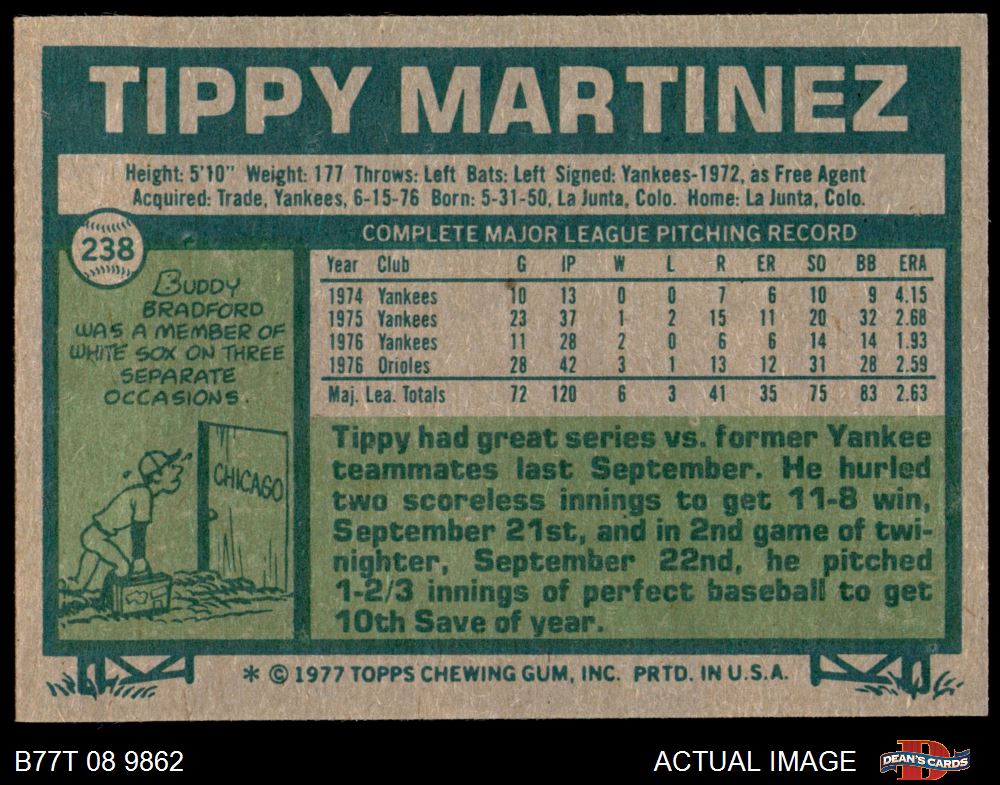 TIPPY MARTINEZ
Height: 5'10" Weight: 177 Throws: Left Bats: Left Signed: Yankees-1972, as Free Agent
Acquired: Trade, Yankees, 6-15-76 Born: 5-31-50, La Junta, Colo. Home: La Junta, Colo.
238
BUDDY
BRADFORD
WAS A MEMBER OF
WHITE SOX ON THREE
SEPARATE
OCCASIONS.
CHICAGO
COMPLETE MAJOR LEAGUE PITCHING RECORD
Year Club G IP W L R ER SO BB ERA
1974 Yankees 10 13 0 0 7 6 10 9 4.15
1975 Yankees 23 37 1 2 15 11 20 32 2.68
1976 Yankees 11 28 2 0 6 6 14 14 1.93
1976 Orioles 28 42 3 1 13 12 31 28 2.59
Maj. Lea. Totals 72 120 6 3 41 35 75 83 2.63
Tippy had great series vs. former Yankee
teammates last September. He hurled
two scoreless innings to get 11-8 win,
September 21st, and in 2nd game of twi-
nighter, September 22nd, he pitched
1-2/3 innings of perfect baseball to get
10th Save of year.
* © 1977 TOPPS CHEWING GUM, INC. PRTD. IN U.S.A.
B77T 08 9862
ACTUAL IMAGE
D
DEAN'S CARDS